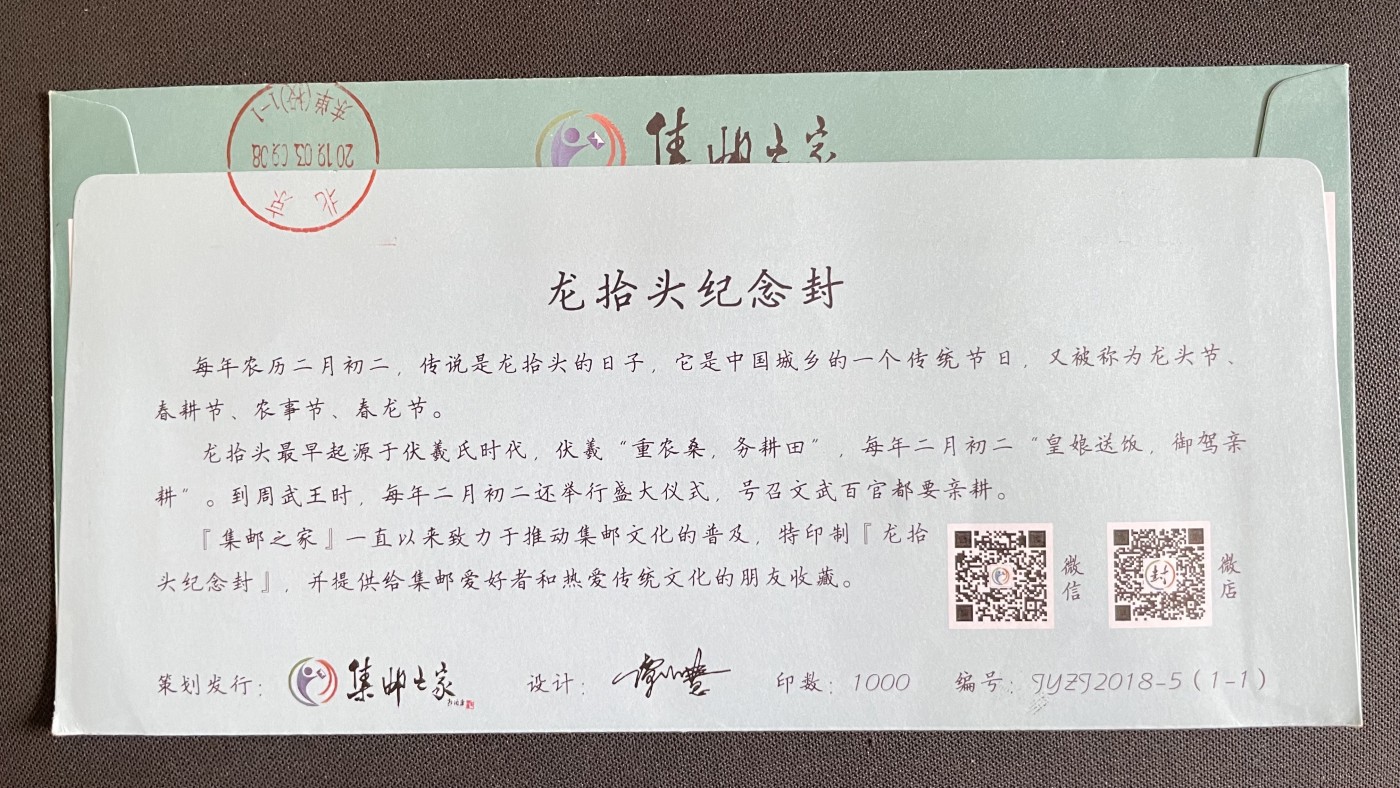 东单(投)1-1
北京
集邮之家
龙抬头纪念封
每年农历二月初二，传说是龙抬头的日子，它是中国城乡的一个传统节日，又被称为龙头节、
春耕节、农事节、春龙节。
龙抬头最早起源于伏羲氏时代，伏羲“重农桑，务耕田”，每年二月初二“皇娘送饭，御驾亲
耕”。到周武王时，每年二月初二还举行盛大仪式，号召文武百官都要亲耕。
『集邮之家』一直以来致力于推动集邮文化的普及，特印制『龙抬
头纪念封』，并提供给集邮爱好者和热爱传统文化的朋友收藏。
微信
封
微店
策划发行： 集邮之家 设计： 印数：1000 编号：JYZJ2018-5（1-1）